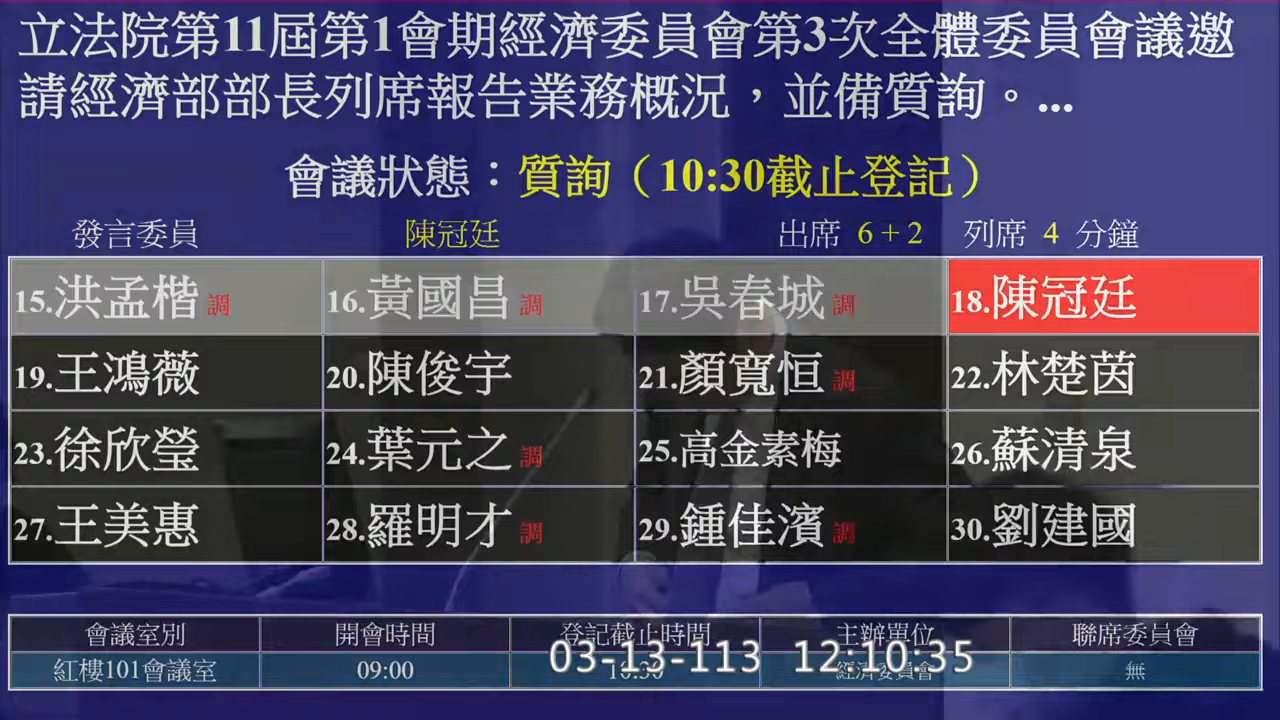 立法院第11屆第1會期經濟委員會第3次全體委員會議邀
請經濟部部長列席報告業務概況，並備質詢。...
會議狀態：質詢（10:30截止登記）
發言委員 陳冠廷 出席 6 + 2 列席 4 分鐘
15.洪孟楷調 16.黃國昌調 17.吳春城調 18.陳冠廷
19.王鴻薇 20.陳俊宇 21.顏寬恒調 22.林楚茵
23.徐欣瑩 24.葉元之調 25.高金素梅 26.蘇清泉
27.王美惠 28.羅明才調 29.鍾佳濱調 30.劉建國
會議室別 開會時間 登記截止時間 主辦單位 聯席委員會
03-13-113 12:10:35
紅樓101會議室 09:00 10:30 經濟委員會 無